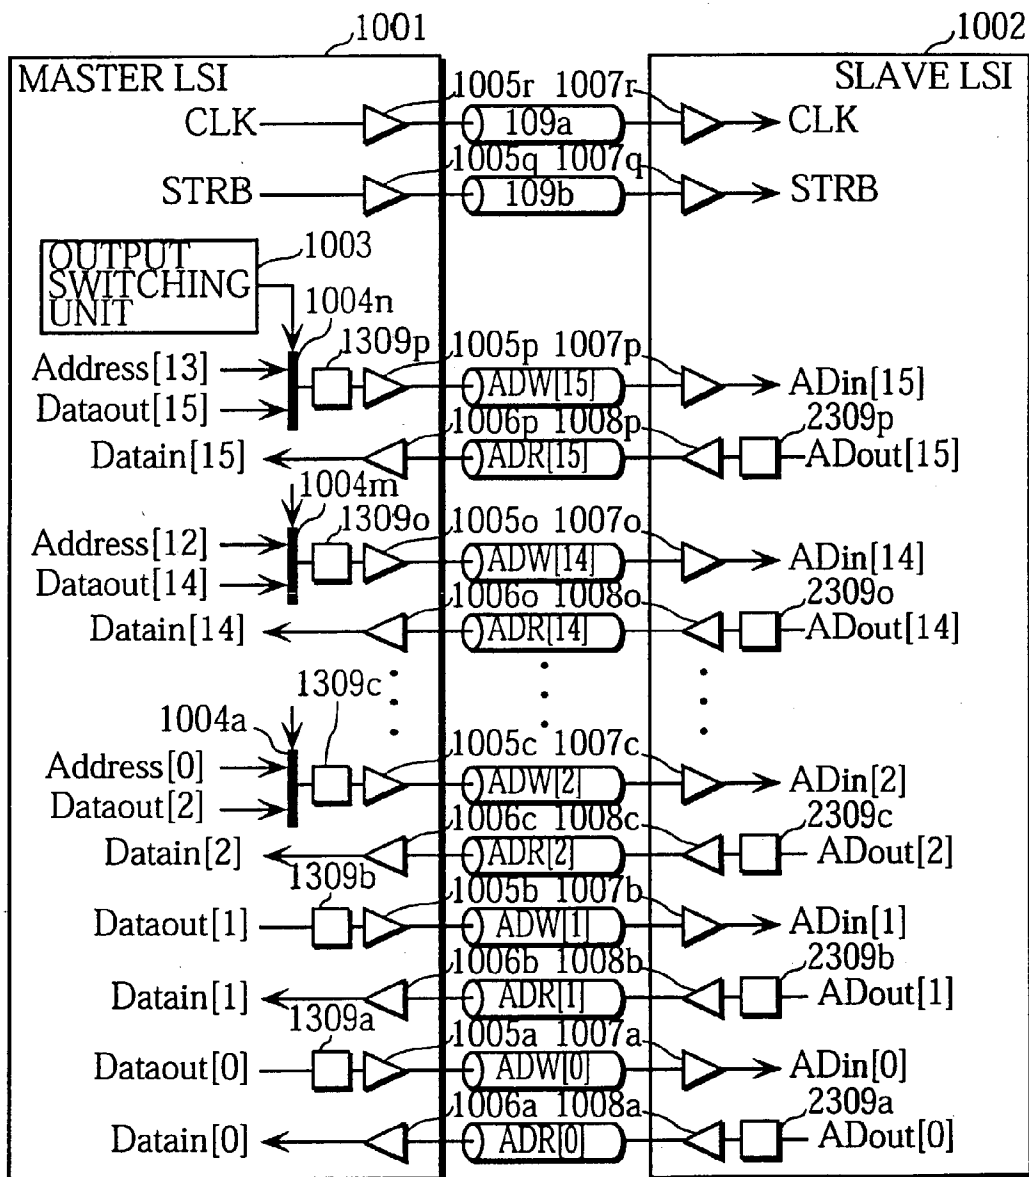 1001
1002
MASTER LSI
SLAVE LSI
1005r 1007r
CLK
109a
CLK
1005q 1007q
STRB
109b
STRB
OUTPUT
SWITCHING
UNIT
1003
1004n
1309p
1005p 1007p
Address[13]
Dataout[15]
ADW[15]
ADin[15]
1006p 1008p
2309p
Datain[15]
ADR[15]
ADout[15]
1004m
1309o
1005o 1007o
Address[12]
Dataout[14]
ADW[14]
ADin[14]
1006o 1008o
2309o
Datain[14]
ADR[14]
ADout[14]
1309c
1004a
1005c 1007c
Address[0]
Dataout[2]
ADW[2]
ADin[2]
1006c 1008c
2309c
Datain[2]
ADR[2]
ADout[2]
1309b
1005b 1007b
Dataout[1]
ADW[1]
ADin[1]
1006b 1008b
2309b
Datain[1]
ADR[1]
ADout[1]
1309a
1005a 1007a
Dataout[0]
ADW[0]
ADin[0]
1006a 1008a
2309a
Datain[0]
ADR[0]
ADout[0]